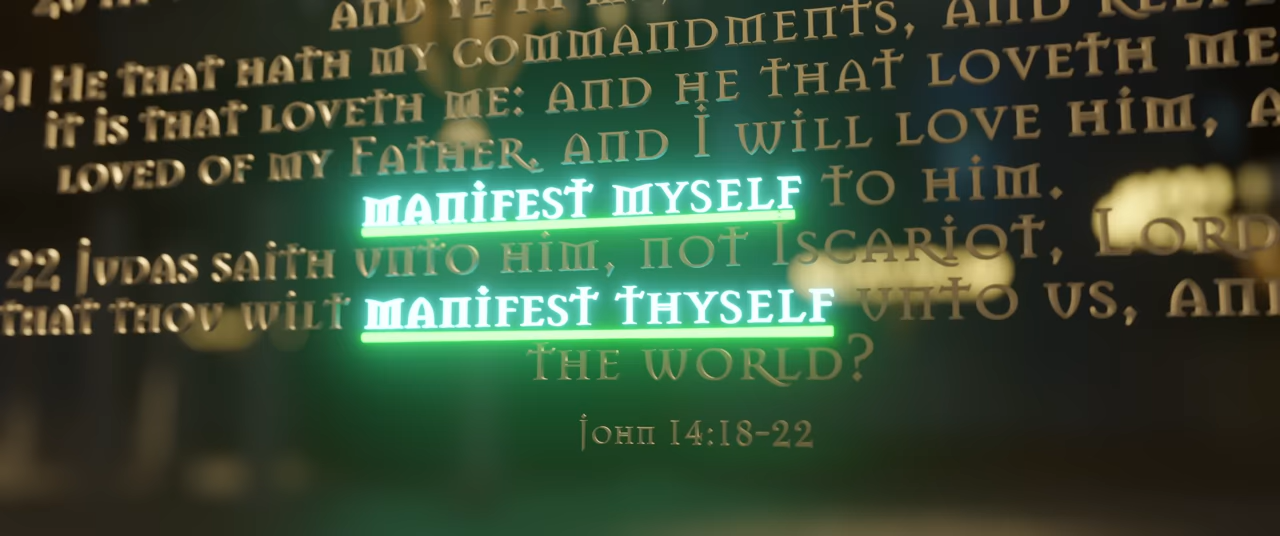 AND YE IN ME,
21 HE THAT HATH MY COMMANDMENTS, AND
IT IS THAT LOVETH ME: AND HE THAT LOVETH ME
LOVED OF MY FATHER, AND I WILL LOVE HIM,
MANIFEST MYSELF TO HIM.
22 JUDAS SAITH UNTO HIM, NOT ISCARIOT, LORD
THAT THOU WILT MANIFEST THYSELF UNTO US, AND
THE WORLD?
JOHN 14:18-22